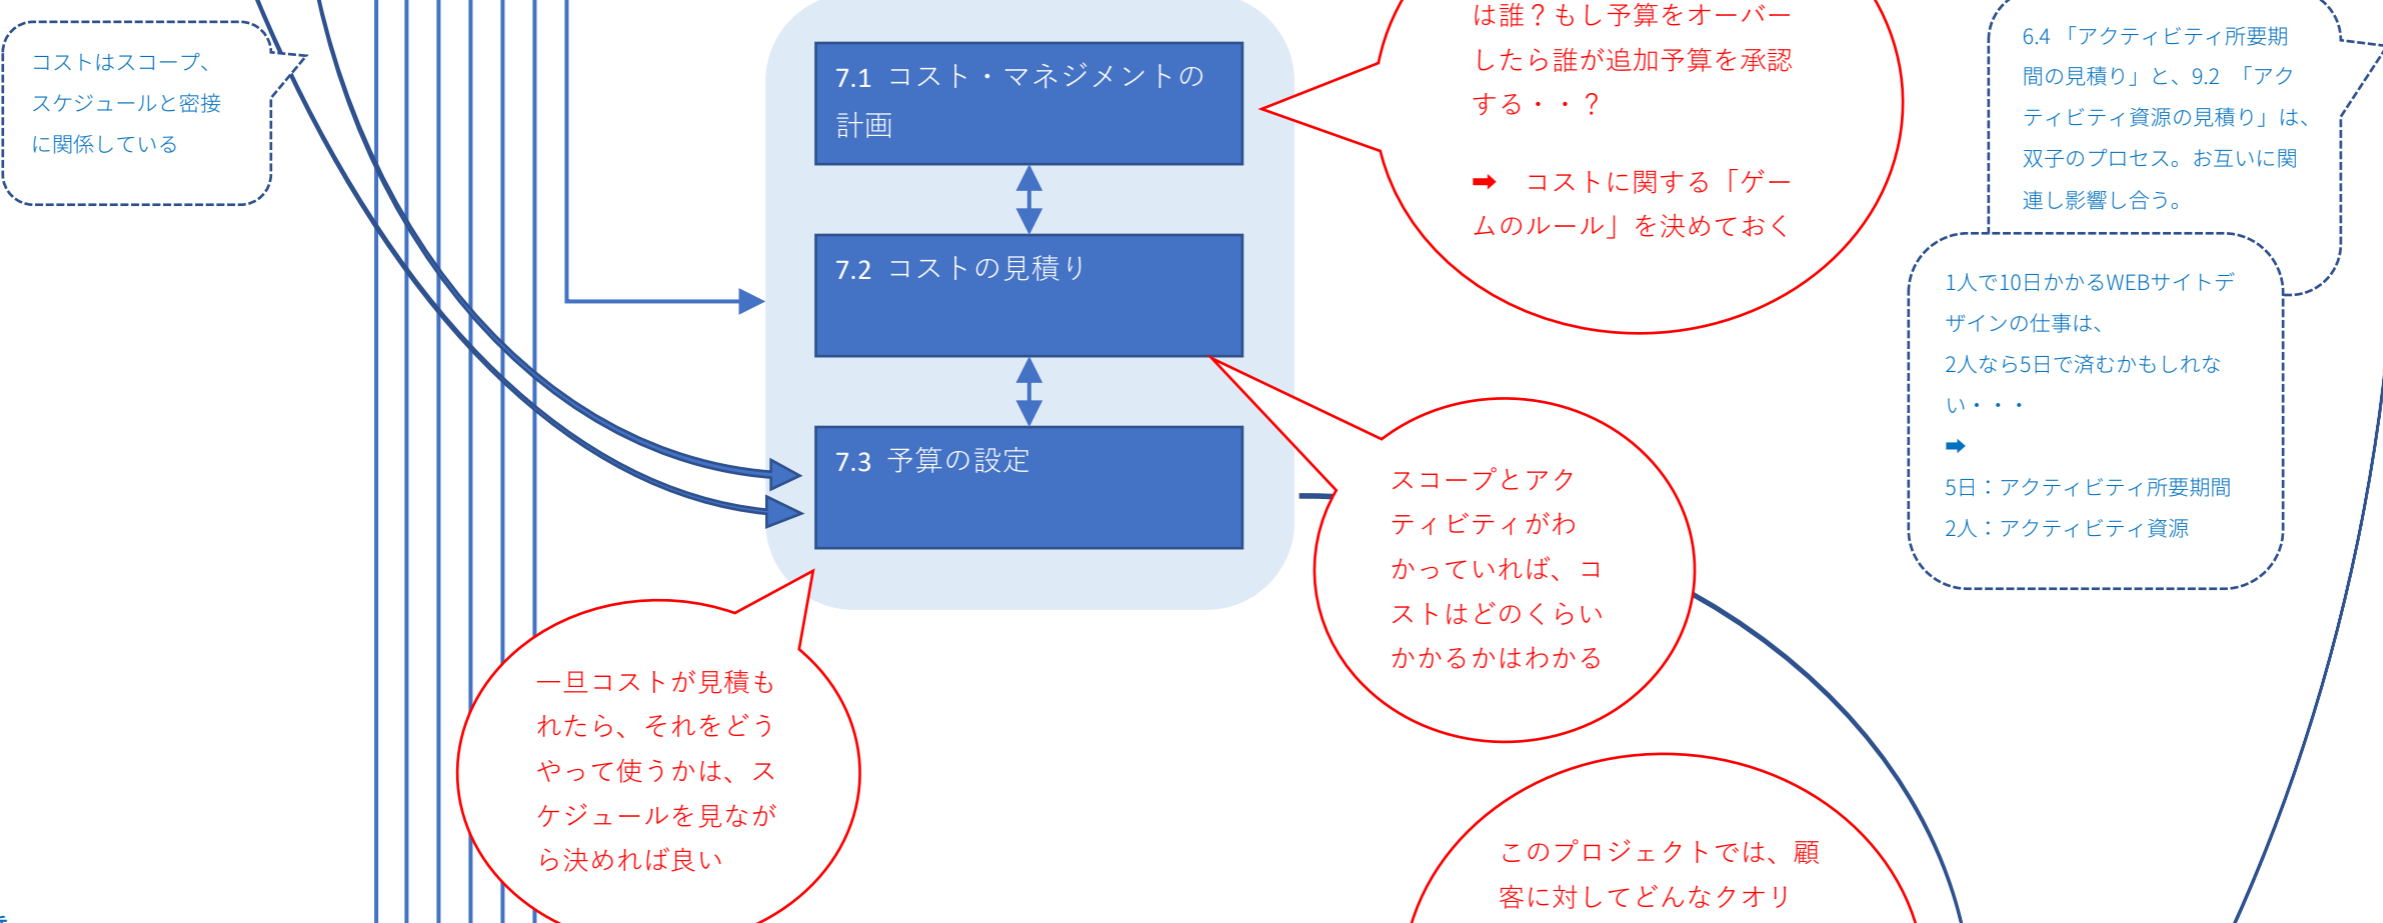 コストはスコープ、
スケジュールと密接
に関係している
7.1 コスト・マネジメントの
計画
7.2 コストの見積り
7.3 予算の設定
は誰？もし予算をオーバー
したら誰が追加予算を承認
する・・？
➡ コストに関する「ゲー
ムのルール」を決めておく
6.4 「アクティビティ所要期
間の見積り」と、9.2 「アク
ティビティ資源の見積り」は、
双子のプロセス。お互いに関
連し影響し合う。
1人で10日かかるWEBサイトデ
ザインの仕事は、
2人なら5日で済むかもしれな
い・・・
➡
5日：アクティビティ所要期間
2人：アクティビティ資源
スコープとアク
ティビティがわ
かっていれば、コ
ストはどのくらい
かかるかはわかる
一旦コストが見積も
れたら、それをどう
やって使うかは、ス
ケジュールを見なが
ら決めれば良い
このプロジェクトでは、顧
客に対してどんなクオリ